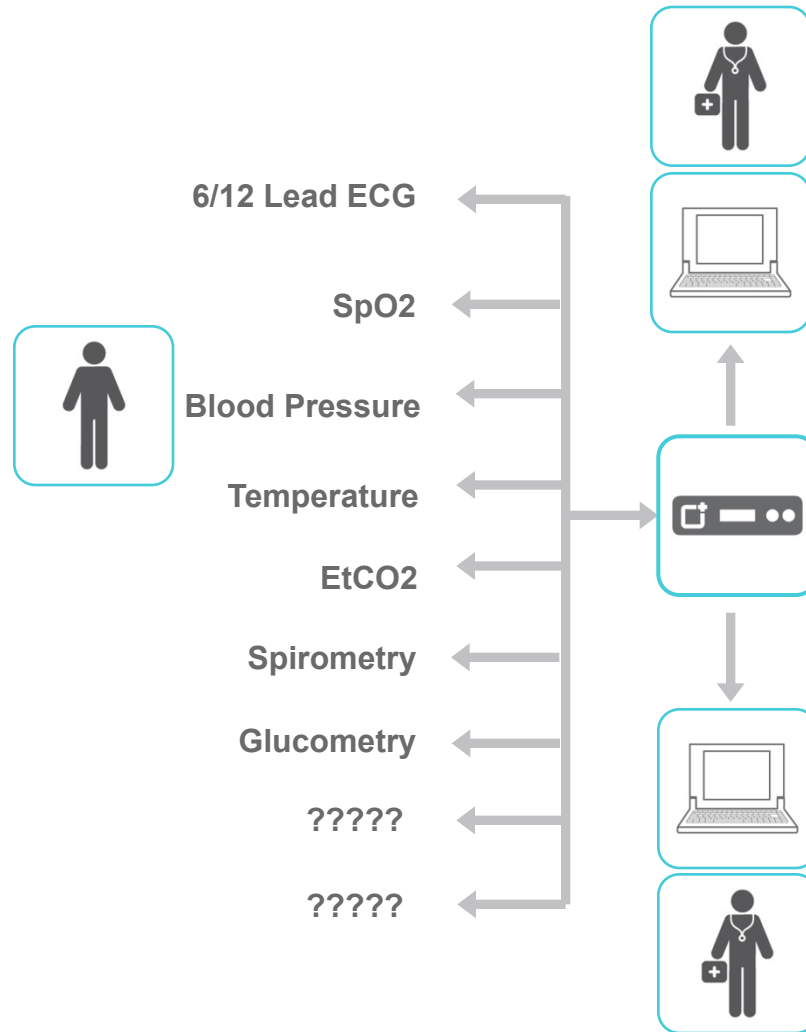 6/12 Lead ECG
SpO2
Blood Pressure
Temperature
EtCO2
Spirometry
Glucometry
?????
?????